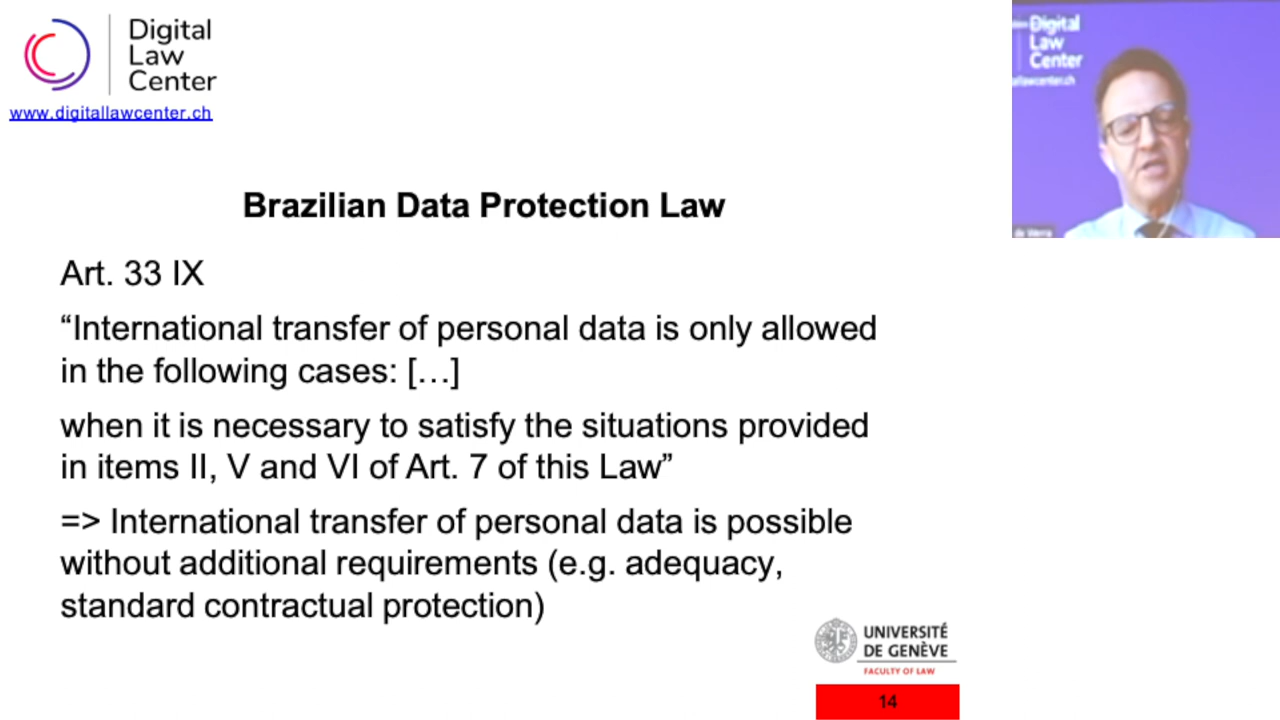 Digital
Law
Center
www.digitallawcenter.ch
Digital
Law
Center
Brazilian Data Protection Law
Art. 33 IX
“International transfer of personal data is only allowed
in the following cases: […]
when it is necessary to satisfy the situations provided
in items II, V and VI of Art. 7 of this Law”
=> International transfer of personal data is possible
without additional requirements (e.g. adequacy,
standard contractual protection)
UNIVERSITÉ
DE GENÈVE
FACULTY OF LAW
14